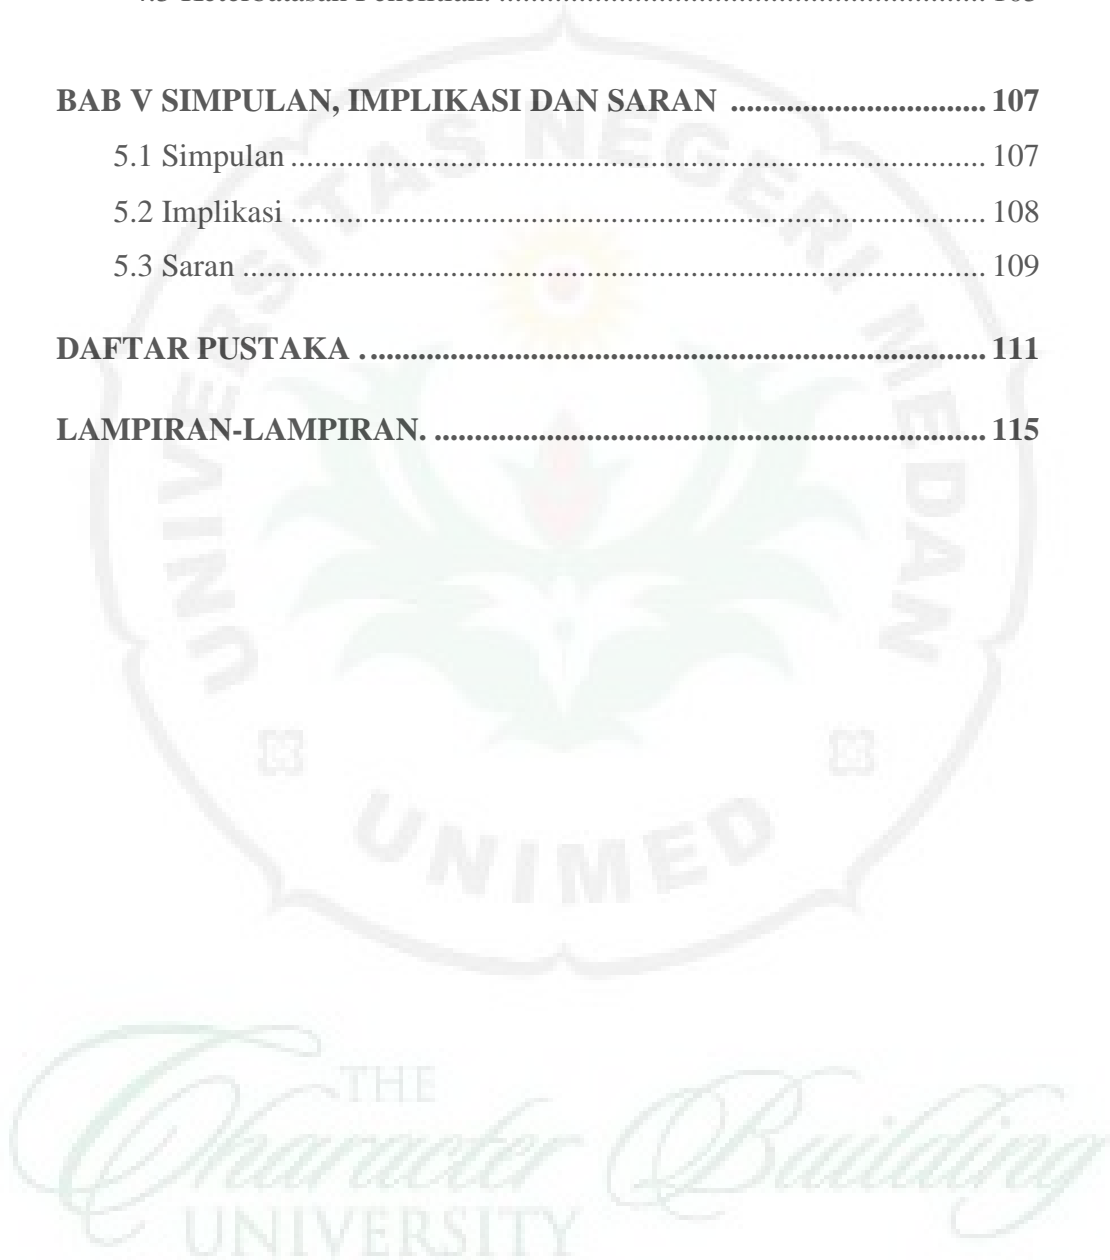 BAB V SIMPULAN, IMPLIKASI DAN SARAN ................................ 107
5.1 Simpulan ........................................................................................ 107
5.2 Implikasi ........................................................................................ 108
5.3 Saran .............................................................................................. 109
DAFTAR PUSTAKA . .............................................................................. 111
LAMPIRAN-LAMPIRAN. ..................................................................... 115
UNIVERSITAS NEGERI MEDAN
UNIMED
THE
Character Building
UNIVERSITY